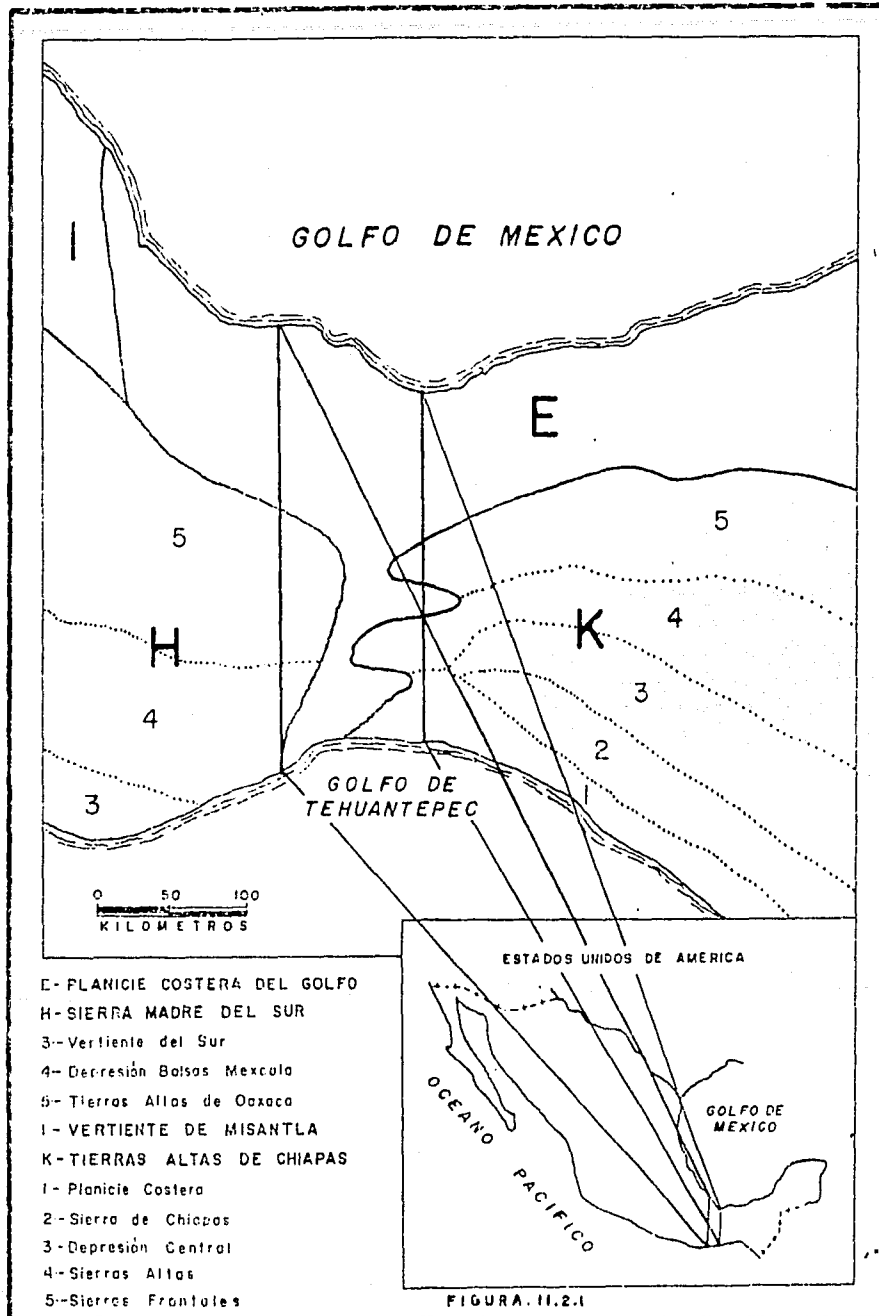 GOLFO DE MEXICO
I
E
5
5
4
H
K
4
3
2
1
3
GOLFO DE
TEHUANTEPEC
0 50 100
KILOMETROS
ESTADOS UNIDOS DE AMERICA
OCEANO PACIFICO
GOLFO DE
MEXICO
E- PLANICIE COSTERA DEL GOLFO
H- SIERRA MADRE DEL SUR
3-- Vertiente del Sur
4- Depresión Balsas Mexcala
5- Tierras Altas de Oaxaca
I - VERTIENTE DE MISANTLA
K- TIERRAS ALTAS DE CHIAPAS
1- Planicie Costera
2- Sierra de Chiapas
3- Depresión Central
4- Sierras Altas
5-- Sierras Frontales
FIGURA. II.2.1